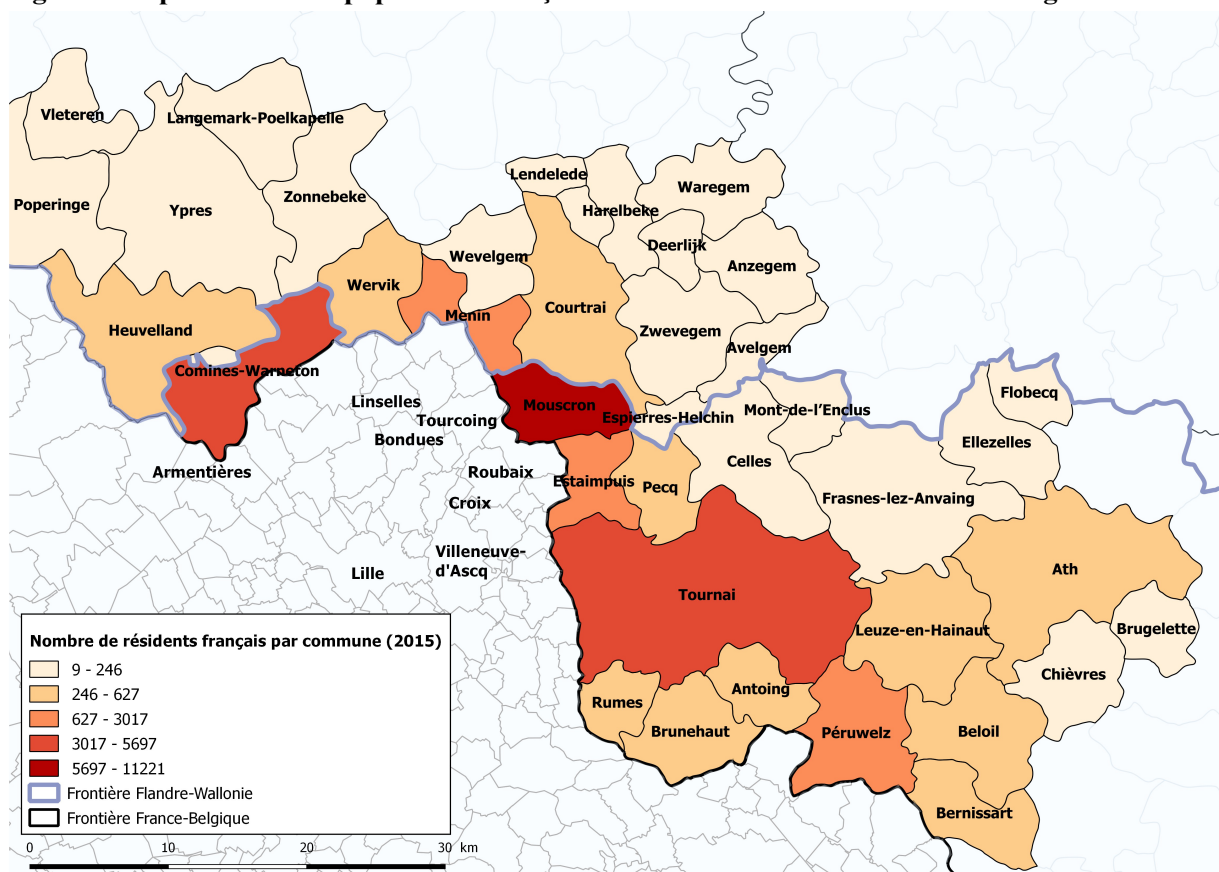 Vleteren
Langemark-Poelkapelle
Poperinge
Ypres
Zonnebeke
Lendelede
Harelbeke
Waregem
Deerlijk
Wevelgem
Anzegem
Wervik
Menin
Courtrai
Zwevegem
Avelgem
Heuvelland
Comines-Warneton
Mouscron
Espierres-Helchin
Mont-de-l'Enclus
Flobecq
Ellezelles
Linselles
Tourcoing
Bondues
Armentières
Roubaix
Croix
Villeneuve-
d'Ascq
Lille
Estaimpuis
Pecq
Celles
Frasnes-lez-Anvaing
Tournai
Ath
Leuze-en-Hainaut
Brugelette
Chièvres
Rumes
Antoing
Brunehaut
Péruwelz
Beloil
Bernissart
Nombre de résidents français par commune (2015)
9 - 246
246 - 627
627 - 3017
3017 - 5697
5697 - 11221
Frontière Flandre-Wallonie
Frontière France-Belgique
0 10 20 30 km